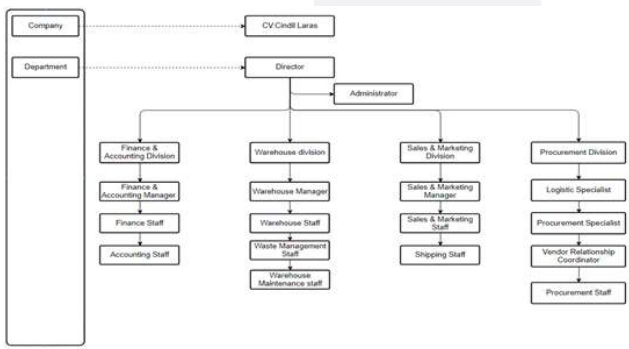 Company
CV.Cindil Laras
Department
Director
Administrator
Finance &
Accounting Division
Warehouse division
Sales & Marketing
Division
Procurement Division
Finance &
Accounting Manager
Warehouse Manager
Sales & Marketing
Manager
Logistic Specialist
Finance Staff
Warehouse Staff
Sales & Marketing
Staff
Procurement Specialist
Accounting Staff
Waste Management
Staff
Shipping Staff
Vendor Relationship
Coordinator
Warehouse
Maintenance staff
Procurement Staff